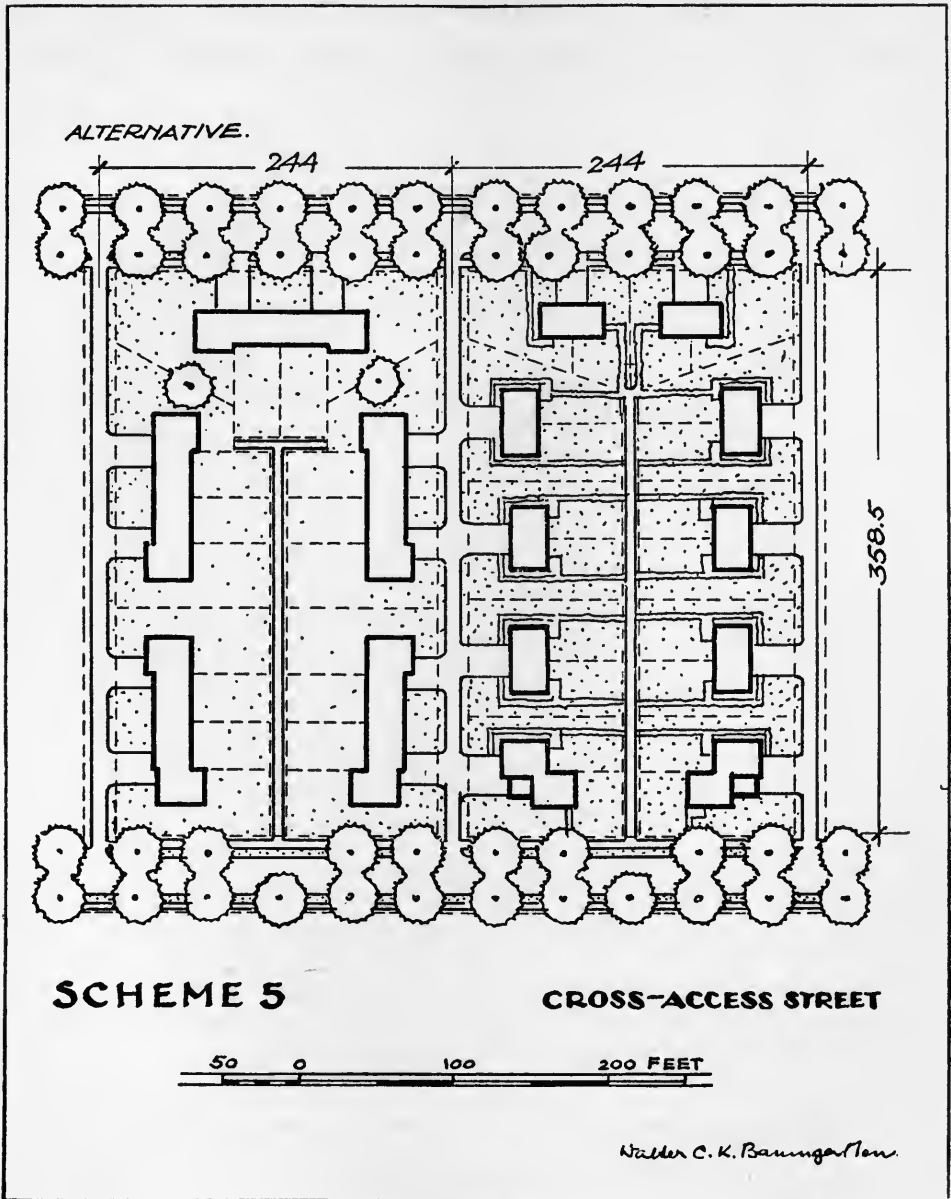 ALTERNATIVE.
244 244
358.5
SCHEME 5 CROSS-ACCESS STREET
50 0 100 200 FEET
Walter C. K. Baumgarten.